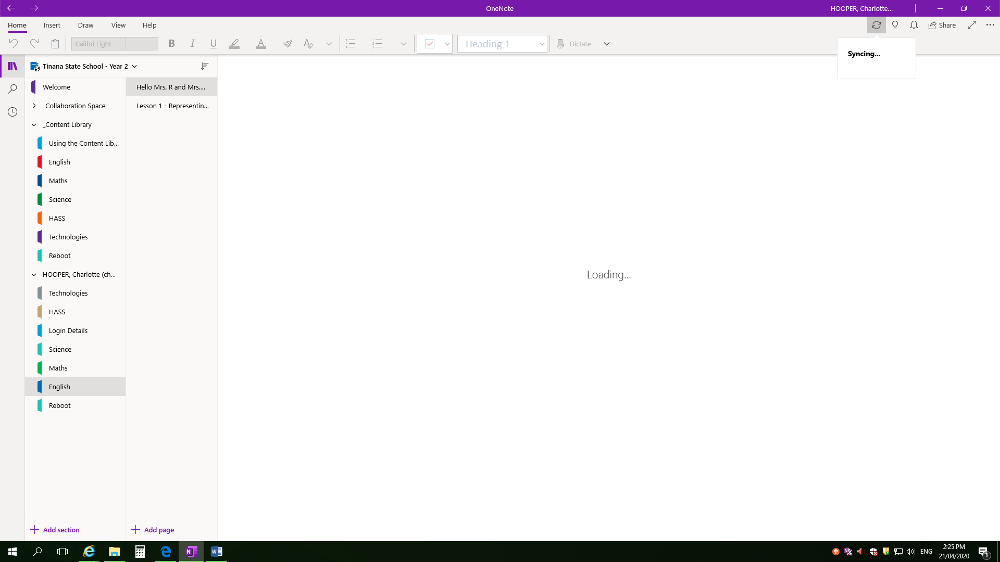 OneNote
HOOPER, Charlotte...
Home
Insert
Draw
View
Help
Share
Calibri Light
B
I
U
A
A
Heading 1
Dictate
Syncing...
Tinana State School - Year 2
Welcome
_Collaboration Space
_Content Library
Using the Content Lib...
English
Maths
Science
HASS
Technologies
Reboot
HOOPER, Charlotte (ch...
Technologies
HASS
Login Details
Science
Maths
English
Reboot
Hello Mrs. R and Mrs....
Lesson 1 - Representin...
Loading...
Add section
Add page
ENG
2:25 PM
21/04/2020
1